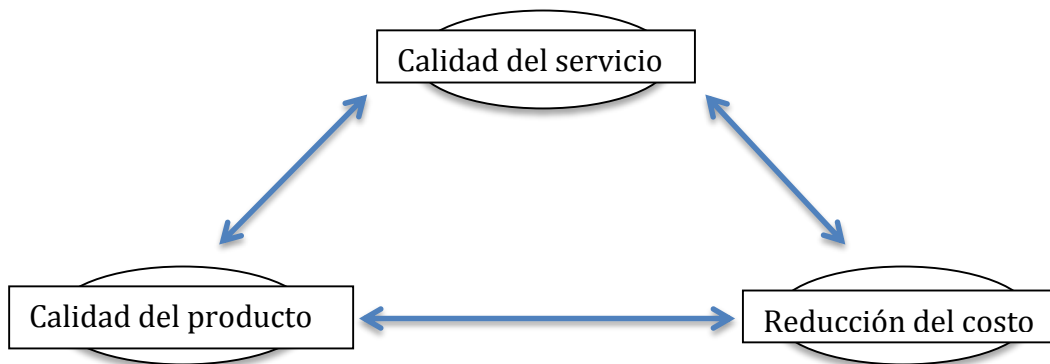 Calidad del servicio
Calidad del producto
Reducción del costo